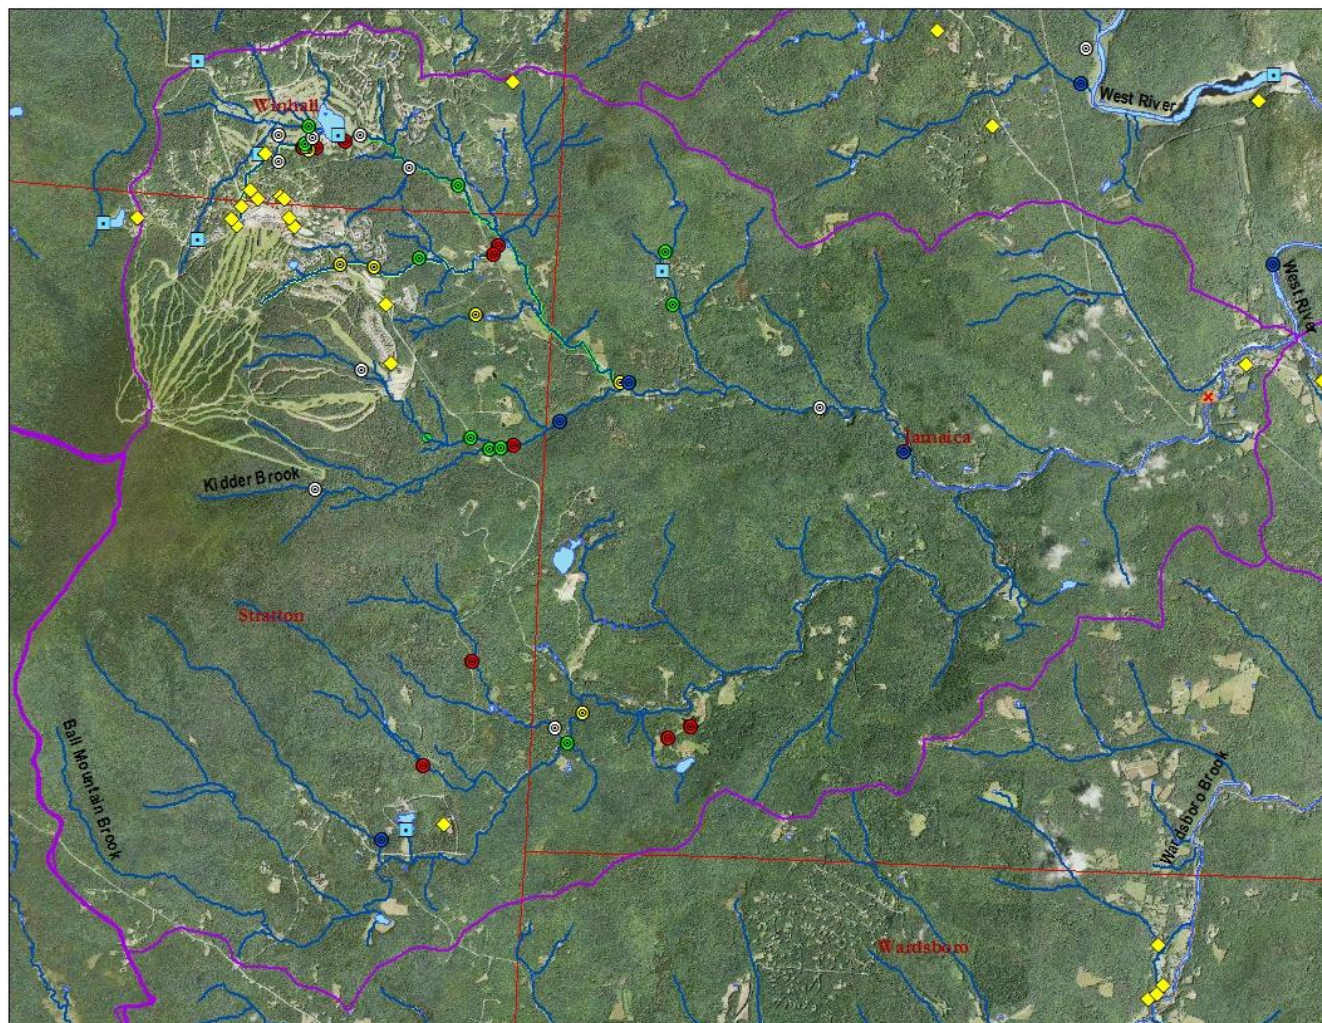 Winhall
West River
West River
Jamaica
Kidder Brook
Stratton
Ball Mountain Brook
Wardsboro Brook
Wardsboro